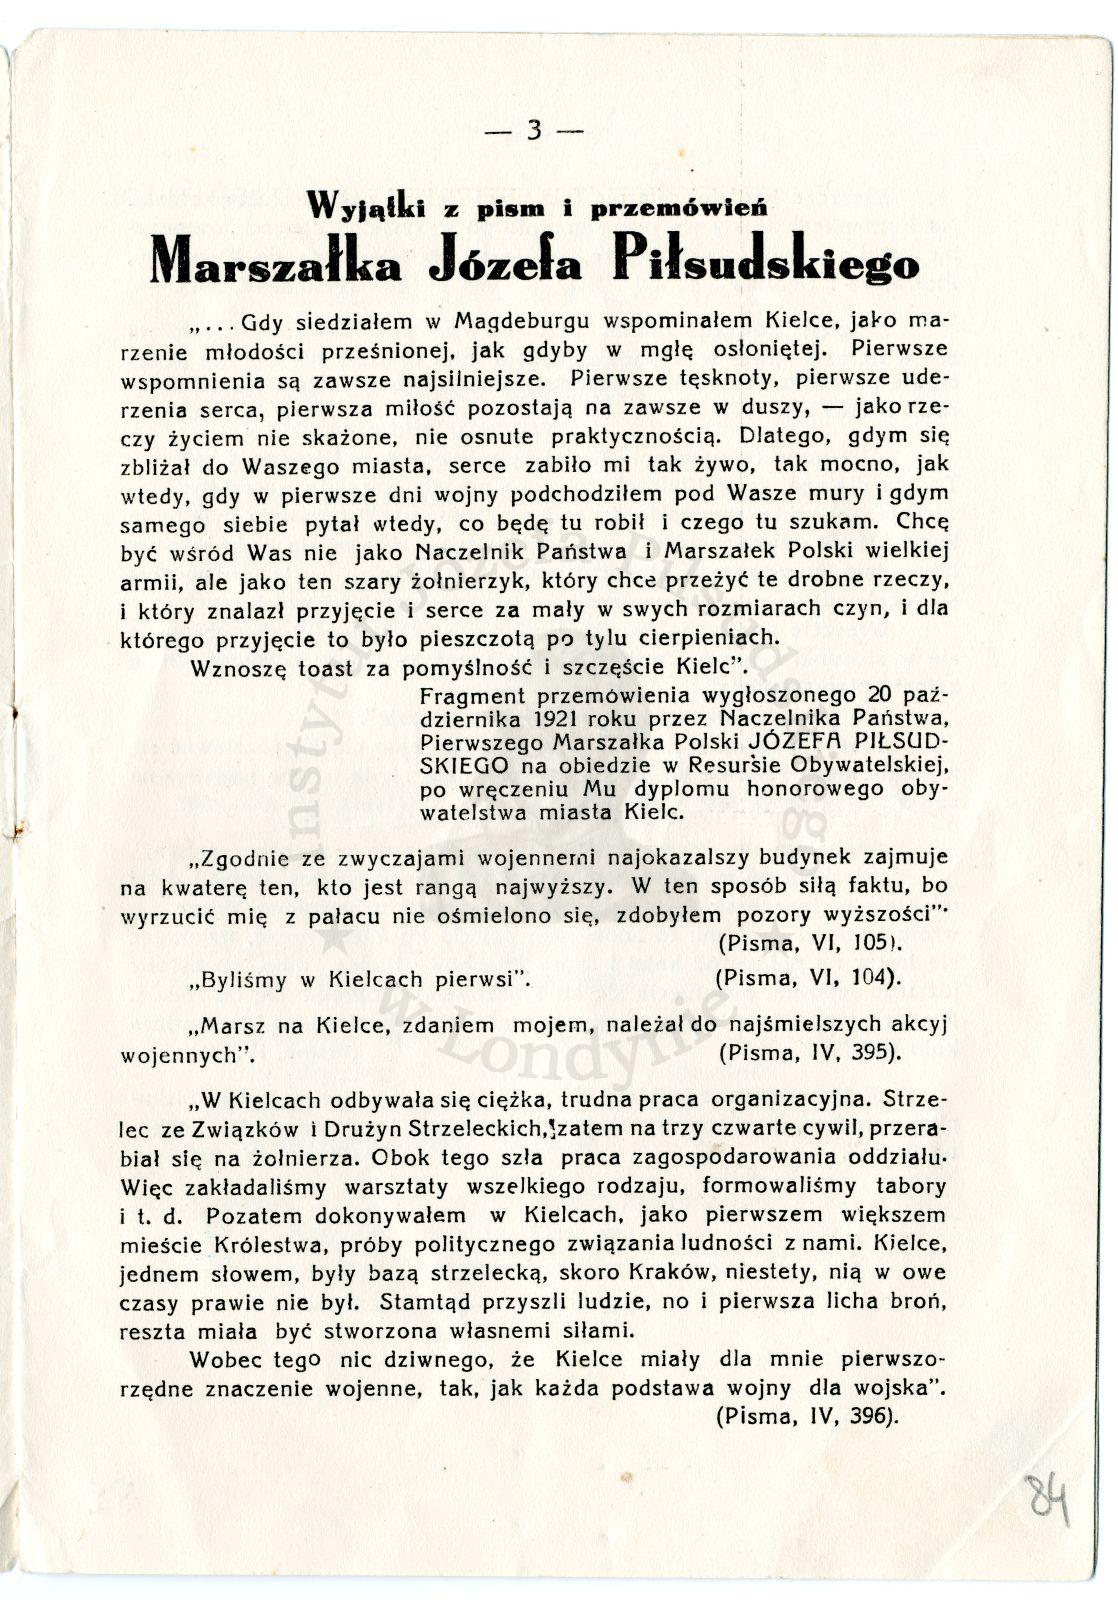 — 3 —
Wyjątki z pism i przemówień
Marszałka Józefa Piłsudskiego
„... Gdy siedziałem w Magdeburgu wspominałem Kielce, jako ma-
rzenie młodości prześnionej, jak gdyby w mgłę osłoniętej. Pierwsze
wspomnienia są zawsze najsilniejsze. Pierwsze tęsknoty, pierwsze ude-
rzenia serca, pierwsza miłość pozostają na zawsze w duszy, — jako rze-
czy życiem nie skażone, nie osnute praktycznością. Dlatego, gdym się
zbliżał do Waszego miasta, serce zabiło mi tak żywo, tak mocno, jak
wtedy, gdy w pierwsze dni wojny podchodziłem pod Wasze mury i gdym
samego siebie pytał wtedy, co będę tu robił i czego tu szukam. Chcę
być wśród Was nie jako Naczelnik Państwa i Marszałek Polski wielkiej
armii, ale jako ten szary żołnierzyk, który chce przeżyć te drobne rzeczy,
i który znalazł przyjęcie i serce za mały w swych rozmiarach czyn, i dla
którego przyjęcie to było pieszczotą po tylu cierpieniach.
Wznoszę toast za pomyślność i szczęście Kielc”.
Fragment przemówienia wygłoszonego 20 paź-
dziernika 1921 roku przez Naczelnika Państwa,
Pierwszego Marszałka Polski JÓZEFA PIŁSUD-
SKIEGO na obiedzie w Resursie Obywatelskiej,
po wręczeniu Mu dyplomu honorowego oby-
watelstwa miasta Kielc.
„Zgodnie ze zwyczajami wojennemi najokazalszy budynek zajmuje
na kwaterę ten, kto jest rangą najwyższy. W ten sposób siłą faktu, bo
wyrzucić mię z pałacu nie ośmielono się, zdobyłem pozory wyższości”.
(Pisma, VI, 105).
„Byliśmy w Kielcach pierwsi”. (Pisma, VI, 104).
„Marsz na Kielce, zdaniem mojem, należał do najśmielszych akcyj
wojennych”. (Pisma, IV, 395).
„W Kielcach odbywała się ciężka, trudna praca organizacyjna. Strze-
lec ze Związków i Drużyn Strzeleckich, zatem na trzy czwarte cywil, przera-
biał się na żołnierza. Obok tego szła praca zagospodarowania oddziału.
Więc zakładaliśmy warsztaty wszelkiego rodzaju, formowaliśmy tabory
i t. d. Pozatem dokonywałem w Kielcach, jako pierwszem większem
mieście Królestwa, próby politycznego związania ludności z nami. Kielce,
jednem słowem, były bazą strzelecką, skoro Kraków, niestety, nią w owe
czasy prawie nie był. Stamtąd przyszli ludzie, no i pierwsza licha broń,
reszta miała być stworzona własnemi siłami.
Wobec tego nic dziwnego, że Kielce miały dla mnie pierwszo-
rzędne znaczenie wojenne, tak, jak każda podstawa wojny dla wojska”.
(Pisma, IV, 396).
84
Instytut Józefa Piłsudskiego
w Londynie